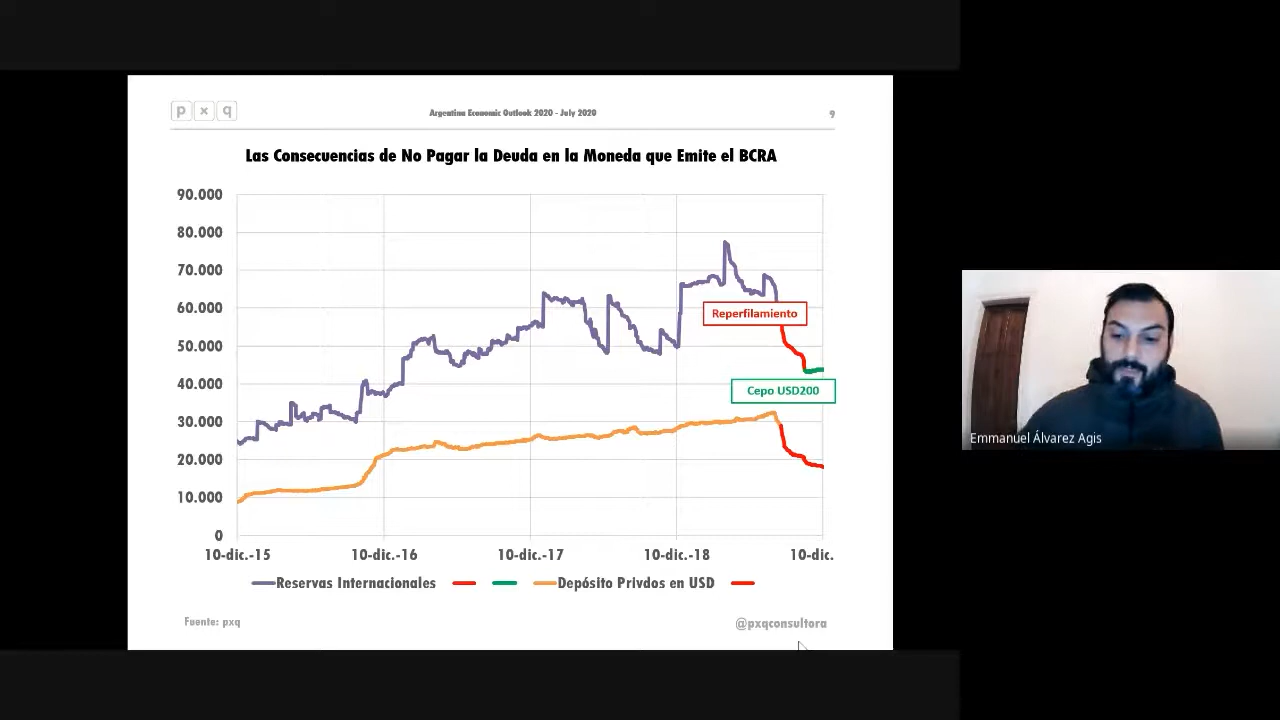 p x q
Argentina Economic Outlook 2020 - July 2020
9
Las Consecuencias de No Pagar la Deuda en la Moneda que Emite el BCRA
90.000
80.000
70.000
60.000
50.000
40.000
30.000
20.000
10.000
0
Reperfilamiento
Cepo USD200
10-dic.-15 10-dic.-16 10-dic.-17 10-dic.-18 10-dic.
Reservas Internacionales Depósito Privdos en USD
Fuente: pxq
@pxqconsultora
Emmanuel Álvarez Agis